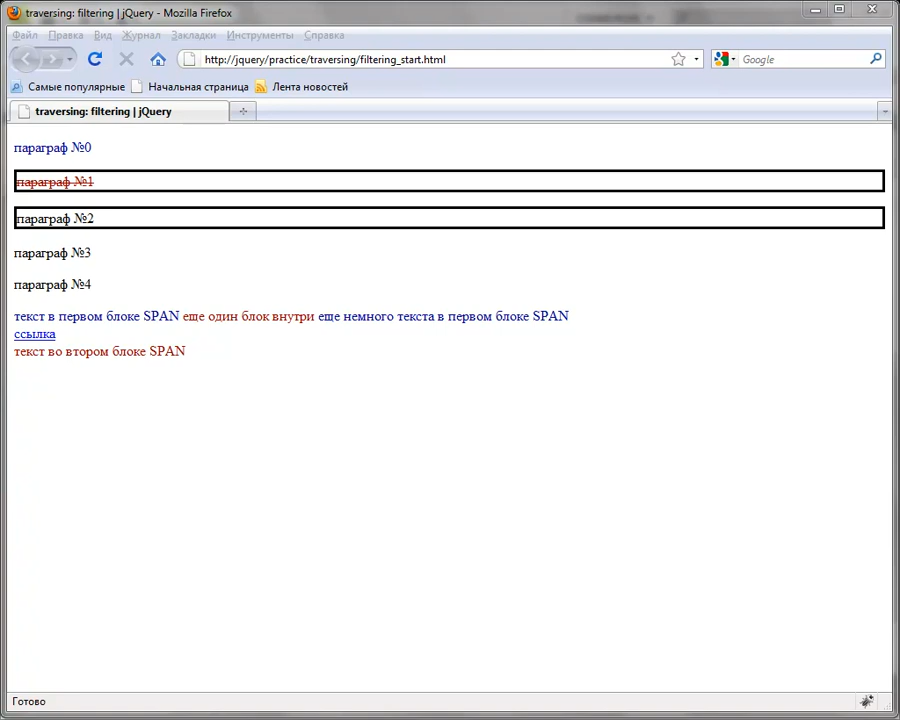 traversing: filtering | jQuery - Mozilla Firefox
Файл Правка Вид Журнал Закладки Инструменты Справка
http://jquery/practice/traversing/filtering_start.html Google
Самые популярные Начальная страница Лента новостей
traversing: filtering | jQuery
параграф №0
параграф №1
параграф №2
параграф №3
параграф №4
текст в первом блоке SPAN еще один блок внутри еще немного текста в первом блоке SPAN
ссылка
текст во втором блоке SPAN
Готово